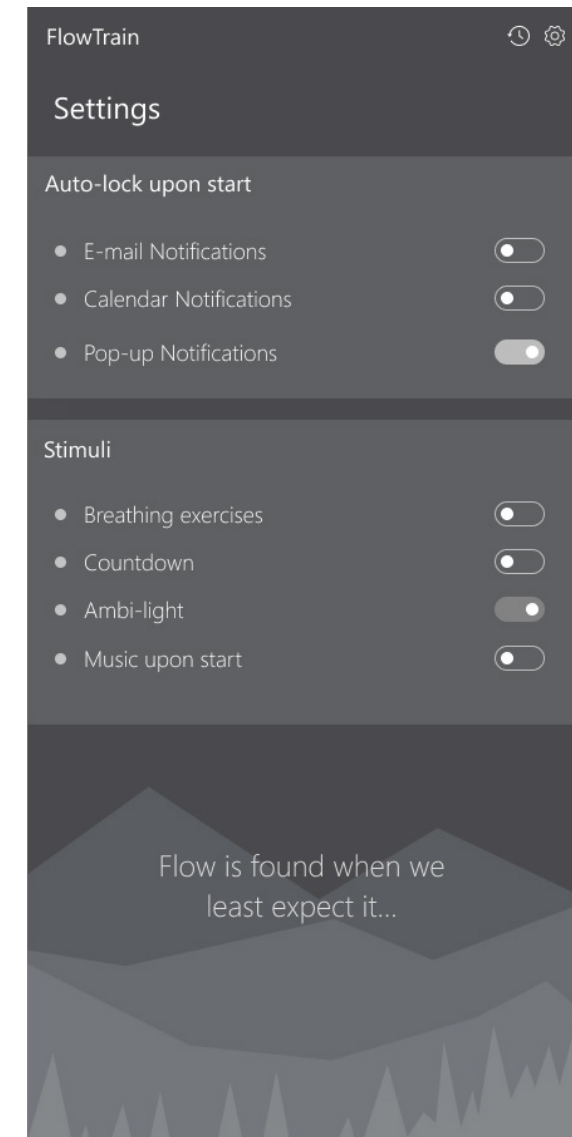 FlowTrain
Settings
Auto-lock upon start
E-mail Notifications
Calendar Notifications
Pop-up Notifications
Stimuli
Breathing exercises
Countdown
Ambi-light
Music upon start
Flow is found when we
least expect it...